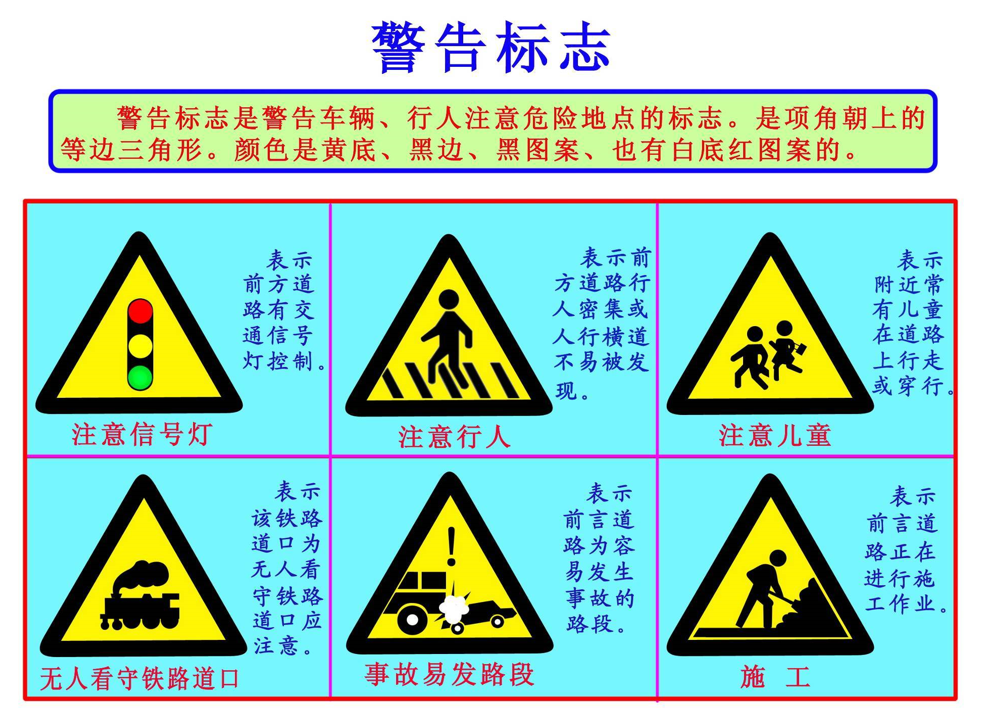 警告标志
警告标志是警告车辆、行人注意危险地点的标志。是项角朝上的
等边三角形。颜色是黄底、黑边、黑图案、也有白底红图案的。
表示
前方道
路有交
通信号
灯控制。
注意信号灯
表示前
方道路行
人密集或
人行横道
不易被发
现。
注意行人
表示
附近常
有儿童
在道路
上行走
或穿行。
注意儿童
表示
该铁路
道口为
无人看
守铁路
道口应
注意。
无人看守铁路道口
表示
前言道
路为容
易发生
事故的
路段。
事故易发路段
表示
前言道
路正在
进行施
工作业。
施 工